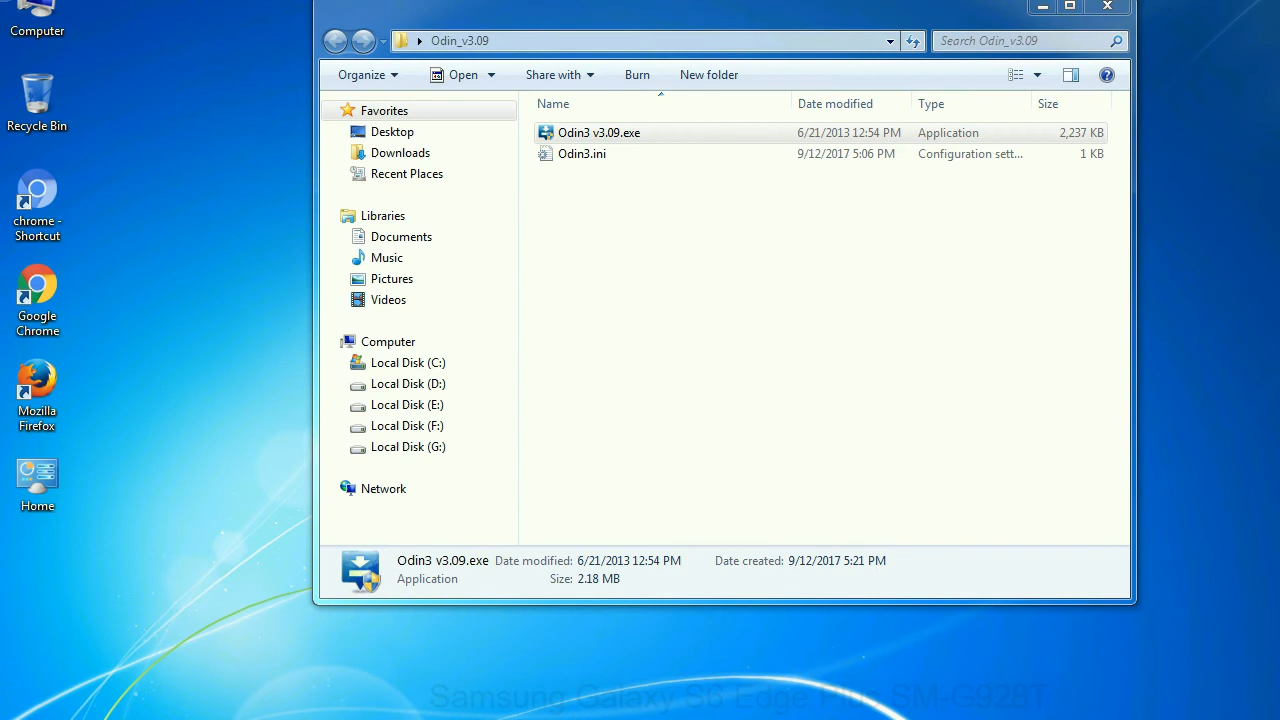 Computer
Recycle Bin
chrome -
Shortcut
Google
Chrome
Mozilla
Firefox
Home
Odin_v3.09
Search Odin_v3.09
Organize Open Share with Burn New folder
Name Date modified Type Size
Odin3 v3.09.exe 6/21/2013 12:54 PM Application 2,237 KB
Odin3.ini 9/12/2017 5:06 PM Configuration sett... 1 KB
Favorites
Desktop
Downloads
Recent Places
Libraries
Documents
Music
Pictures
Videos
Computer
Local Disk (C:)
Local Disk (D:)
Local Disk (E:)
Local Disk (F:)
Local Disk (G:)
Network
Odin3 v3.09.exe Date modified: 6/21/2013 12:54 PM Date created: 9/12/2017 5:21 PM
Application Size: 2.18 MB
Samsung Galaxy S6 Edge Plus SM-G928T